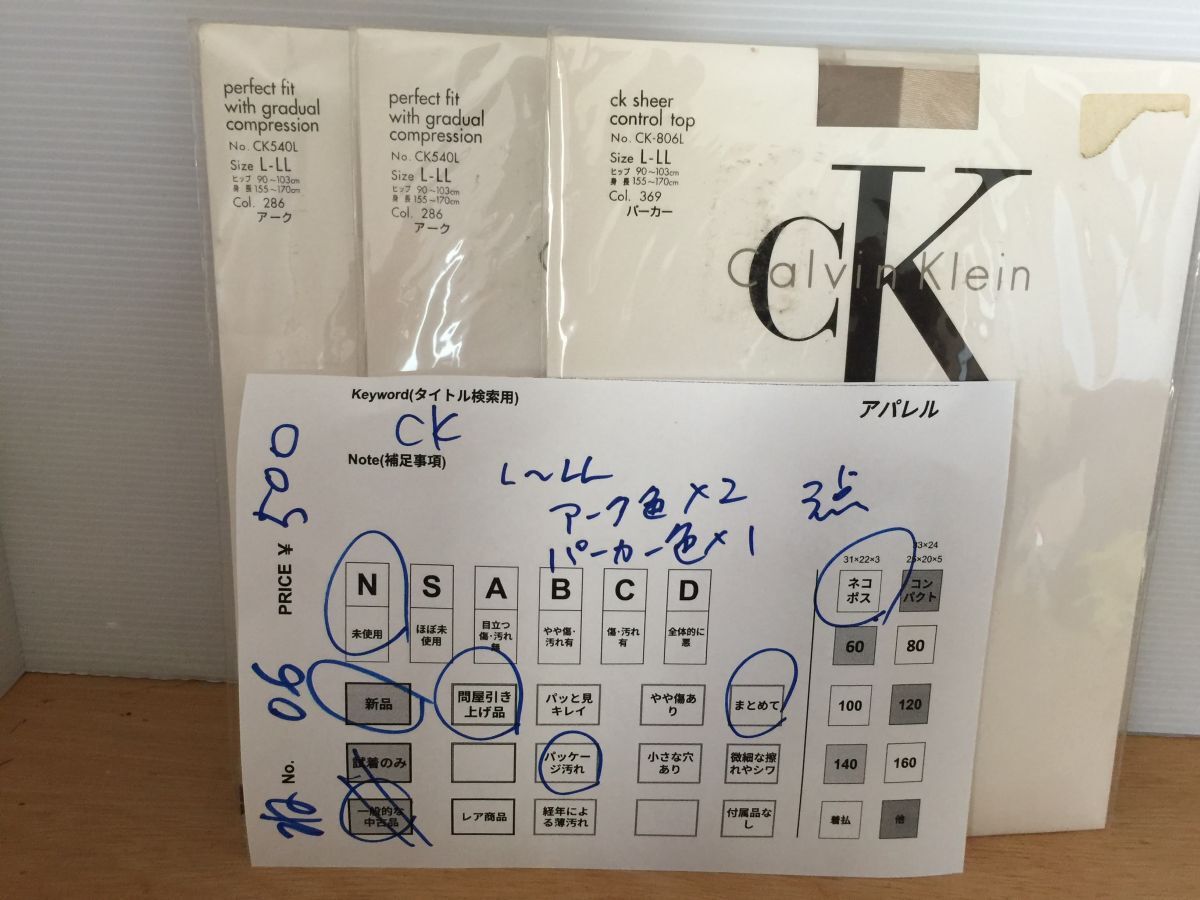 perfect fit
with gradual
compression
No. CK540L
Size L-LL
ヒップ 90~103cm
身長 155~170cm
Col. 286
アーク
perfect fit
with gradual
compression
No. CK540L
Size L-LL
ヒップ 90~103cm
身長 155~170cm
Col. 286
アーク
ck sheer
control top
No. CK-806L
Size L-LL
ヒップ 90~103cm
身長 155~170cm
Col. 369
バーカー
CK
Calvin Klein
Keyword(タイトル検索用)
アパレル
CK
Note(補足事項)
L~LL
アーク色×2
3点
パーカー色×1
PRICE ¥ 500
No. 90
N
未使用
S
ほぼ未使用
A
目立つ傷・汚れ無
B
やや傷・汚れ有
C
傷・汚れ有
D
全体的に悪
新品
問屋引き上げ品
パッと見キレイ
やや傷あり
まとめて
試着のみ
パッケージ汚れ
小さな穴あり
微細な擦れやシワ
一般的な中古品
レア商品
経年による薄汚れ
付属品なし
31×22×3
33×24
25×20×5
ネコポス
コンパクト
60
80
100
120
140
160
着払
他